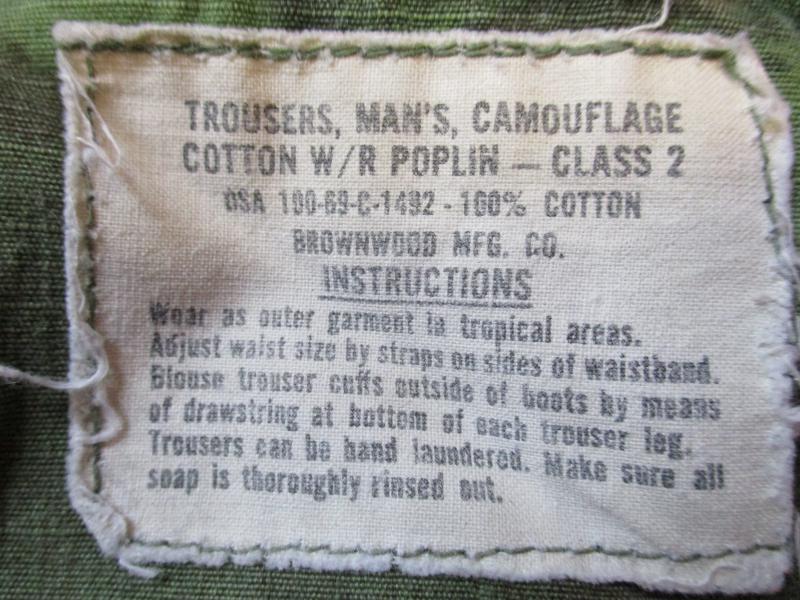 TROUSERS, MAN'S, CAMOUFLAGE
COTTON W/R POPLIN — CLASS 2
DSA 100-69-C-1492 - 100% COTTON
BROWNWOOD MFG. CO.
INSTRUCTIONS
Wear as outer garment in tropical areas.
Adjust waist size by straps on sides of waistband.
Blouse trouser cuffs outside of boots by means
of drawstring at bottom of each trouser leg.
Trousers can be hand laundered. Make sure all
soap is thoroughly rinsed out.